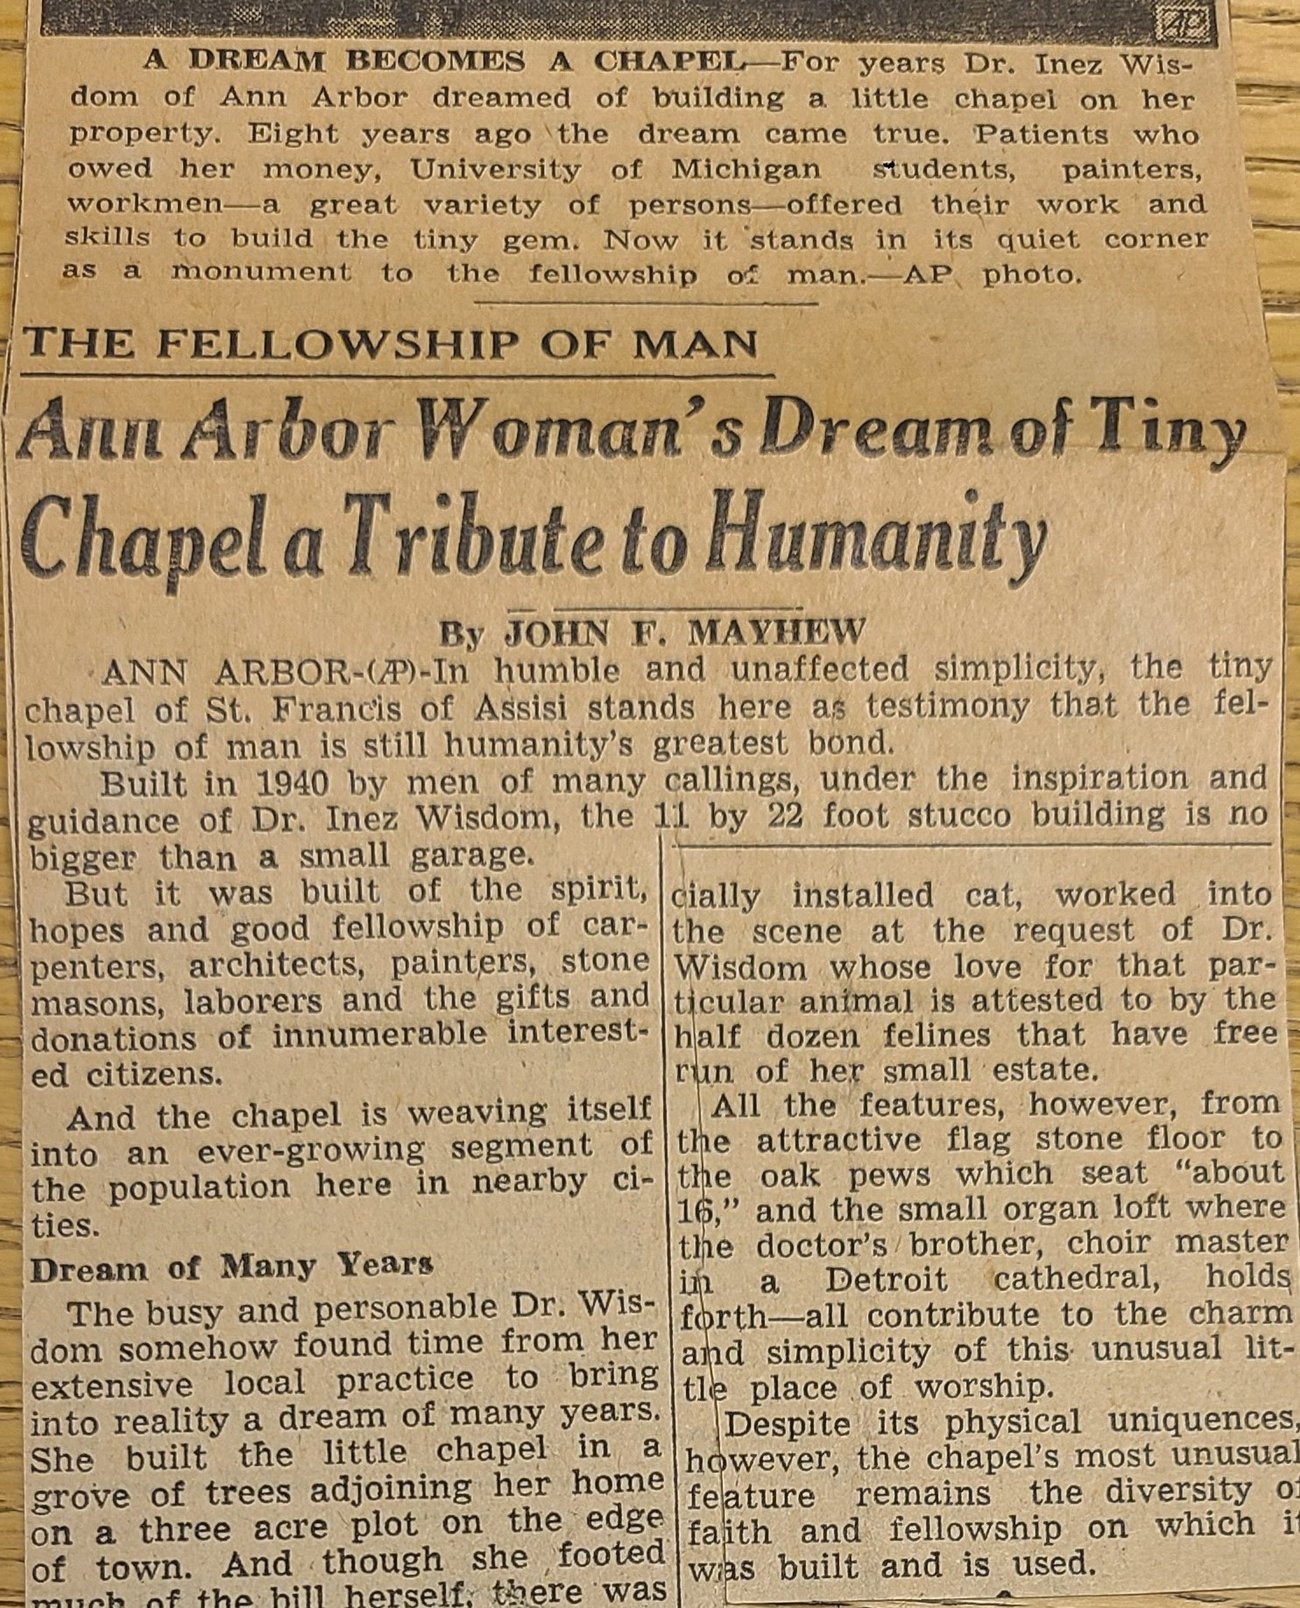 AP
A DREAM BECOMES A CHAPEL—For years Dr. Inez Wis-
dom of Ann Arbor dreamed of building a little chapel on her
property. Eight years ago the dream came true. Patients who
owed her money, University of Michigan students, painters,
workmen—a great variety of persons—offered their work and
skills to build the tiny gem. Now it stands in its quiet corner
as a monument to the fellowship of man.—AP photo.
THE FELLOWSHIP OF MAN
Ann Arbor Woman's Dream of Tiny
Chapel a Tribute to Humanity
By JOHN F. MAYHEW
ANN ARBOR-(AP)-In humble and unaffected simplicity, the tiny
chapel of St. Francis of Assisi stands here as testimony that the fel-
lowship of man is still humanity's greatest bond.
Built in 1940 by men of many callings, under the inspiration and
guidance of Dr. Inez Wisdom, the 11 by 22 foot stucco building is no
bigger than a small garage.
But it was built of the spirit,
hopes and good fellowship of car-
penters, architects, painters, stone
masons, laborers and the gifts and
donations of innumerable interest-
ed citizens.
And the chapel is weaving itself
into an ever-growing segment of
the population here in nearby ci-
ties.
Dream of Many Years
The busy and personable Dr. Wis-
dom somehow found time from her
extensive local practice to bring
into reality a dream of many years.
She built the little chapel in a
grove of trees adjoining her home
on a three acre plot on the edge
of town. And though she footed
much of the bill herself, there was
cially installed cat, worked into
the scene at the request of Dr.
Wisdom whose love for that par-
ticular animal is attested to by the
half dozen felines that have free
run of her small estate.
All the features, however, from
the attractive flag stone floor to
the oak pews which seat "about
16," and the small organ loft where
the doctor's brother, choir master
in a Detroit cathedral, holds
forth—all contribute to the charm
and simplicity of this unusual lit-
tle place of worship.
Despite its physical uniquences,
however, the chapel's most unusual
feature remains the diversity of
faith and fellowship on which it
was built and is used.